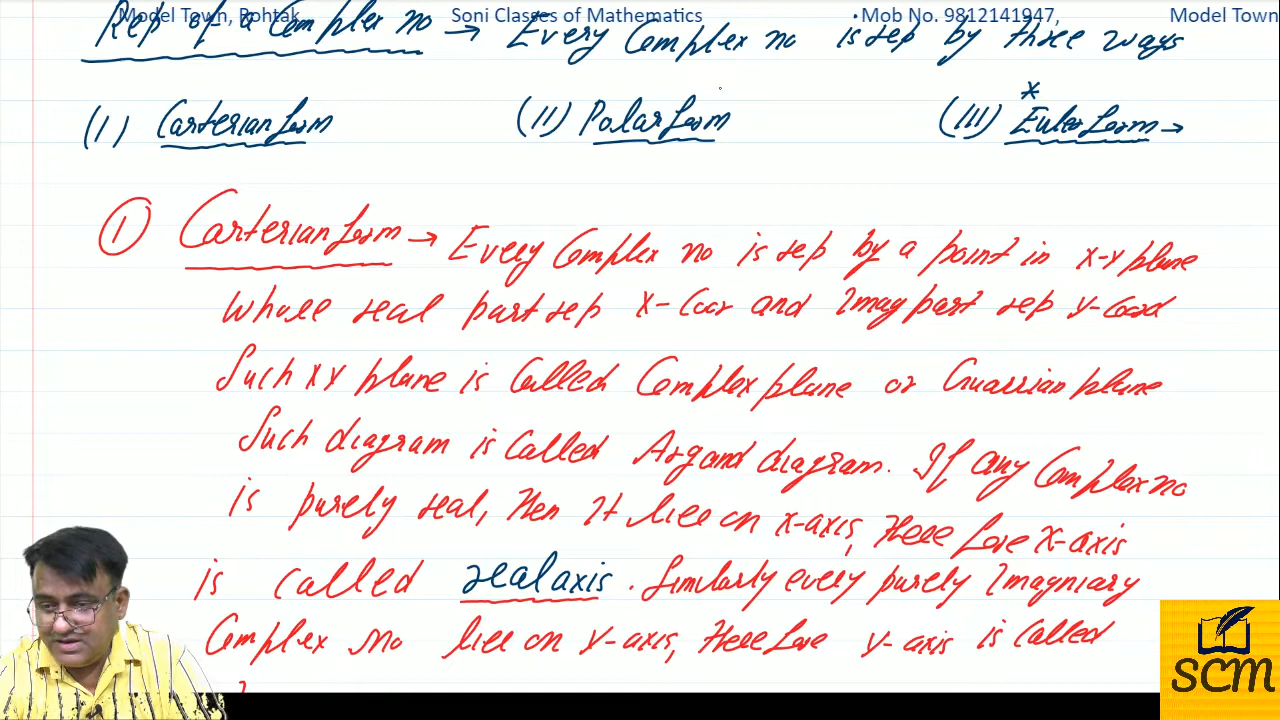 Model Town, Rohtak Soni Classes of Mathematics •Mob No. 9812141947, Model Town
Rep of a Complex no → Every Complex no is rep by three ways
(I) Carterian form (II) Polar form (III) Euler form →
*
① Carterian form → Every Complex no is rep by a point in X-Y plane
Whose real part rep X-Coor and Imag part rep Y-Coord
Such XY plane is Called Complex plane or Guassian plane
Such diagram is Called Argand diagram. If any Complex no
is purely real, then It lies on X-axis, Here fore X-axis
is called real axis. Similarly every purely Imagniary
Complex no lies on Y-axis, Here fore Y-axis is Called
SCM